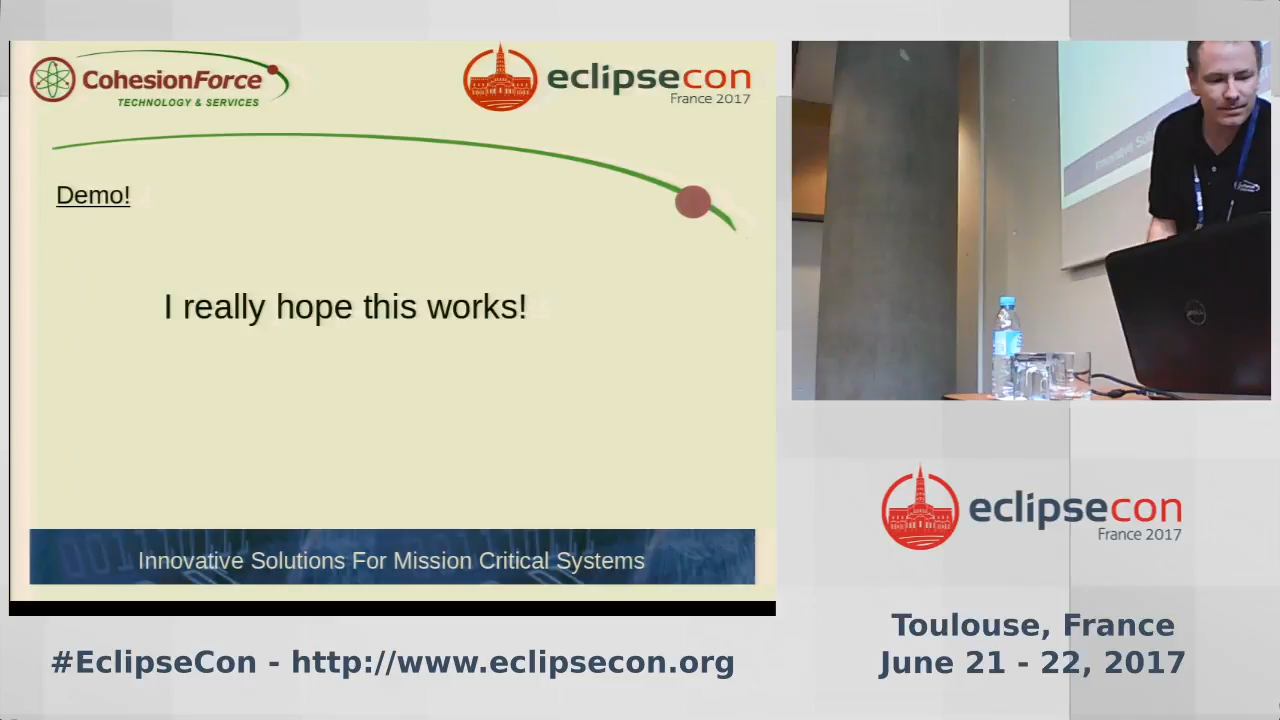 CohesionForce
TECHNOLOGY & SERVICES
eclipsecon
France 2017
Demo!
I really hope this works!
Innovative Solutions For Mission Critical Systems
DELL
eclipsecon
France 2017
Toulouse, France
June 21 - 22, 2017
#EclipseCon - http://www.eclipsecon.org